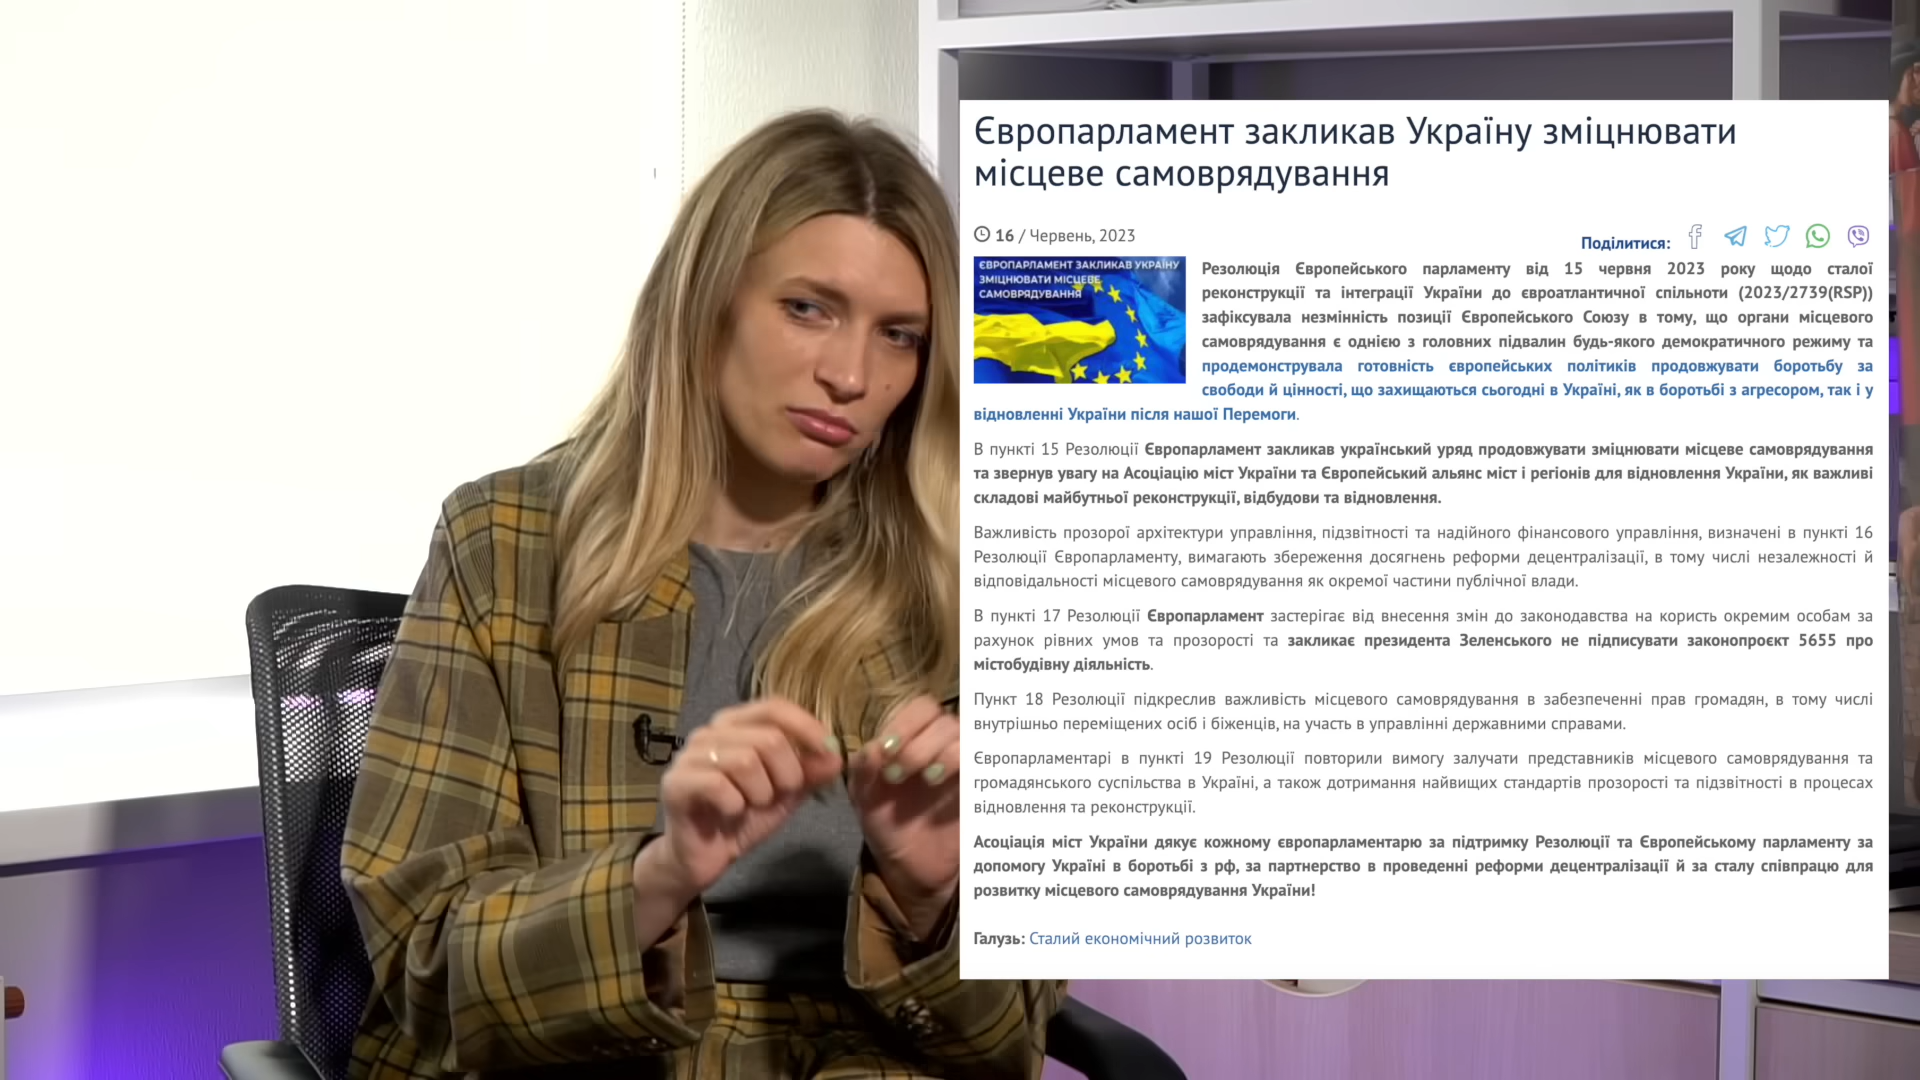 Європарламент закликав Україну зміцнювати
місцеве самоврядування
16 / Червень, 2023
Поділитися:
ЄВРОПАРЛАМЕНТ ЗАКЛИКАВ УКРАЇНУ
ЗМІЦНЮВАТИ МІСЦЕВЕ
САМОВРЯДУВАННЯ
Резолюція Європейського парламенту від 15 червня 2023 року щодо сталої
реконструкції та інтеграції України до євроатлантичної спільноти (2023/2739(RSP))
зафіксувала незмінність позиції Європейського Союзу в тому, що органи місцевого
самоврядування є однією з головних підвалин будь-якого демократичного режиму та
продемонструвала готовність європейських політиків продовжувати боротьбу за
свободи й цінності, що захищаються сьогодні в Україні, як в боротьбі з агресором, так і у
відновленні України після нашої Перемоги.
В пункті 15 Резолюції Європарламент закликав український уряд продовжувати зміцнювати місцеве самоврядування
та звернув увагу на Асоціацію міст України та Європейський альянс міст і регіонів для відновлення України, як важливі
складові майбутньої реконструкції, відбудови та відновлення.
Важливість прозорої архітектури управління, підзвітності та надійного фінансового управління, визначені в пункті 16
Резолюції Європарламенту, вимагають збереження досягнень реформи децентралізації, в тому числі незалежності й
відповідальності місцевого самоврядування як окремої частини публічної влади.
В пункті 17 Резолюції Європарламент застерігає від внесення змін до законодавства на користь окремим особам за
рахунок рівних умов та прозорості та закликає президента Зеленського не підписувати законопроєкт 5655 про
містобудівну діяльність.
Пункт 18 Резолюції підкреслив важливість місцевого самоврядування в забезпеченні прав громадян, в тому числі
внутрішньо переміщених осіб і біженців, на участь в управлінні державними справами.
Європарламентарі в пункті 19 Резолюції повторили вимогу залучати представників місцевого самоврядування та
громадянського суспільства в Україні, а також дотримання найвищих стандартів прозорості та підзвітності в процесах
відновлення та реконструкції.
Асоціація міст України дякує кожному європарламентарю за підтримку Резолюції та Європейському парламенту за
допомогу Україні в боротьбі з рф, за партнерство в проведенні реформи децентралізації й за сталу співпрацю для
розвитку місцевого самоврядування України!
Галузь: Сталий економічний розвиток